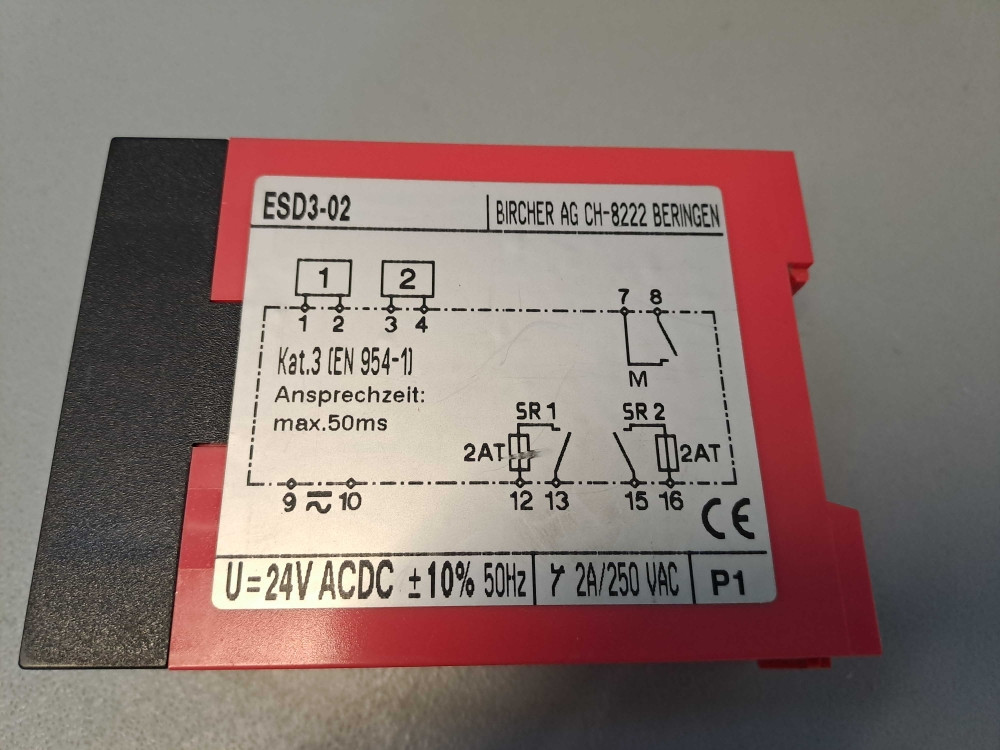 ESD3-02
BIRCHER AG CH-8222 BERINGEN
1 2
1 2 3 4
7 8
Kat.3 (EN 954-1)
M
Ansprechzeit:
max.50ms
SR 1 SR 2
2AT 2AT
9 10 12 13 15 16
CE
U=24V ACDC ±10% 50Hz
2A/250 VAC
P1